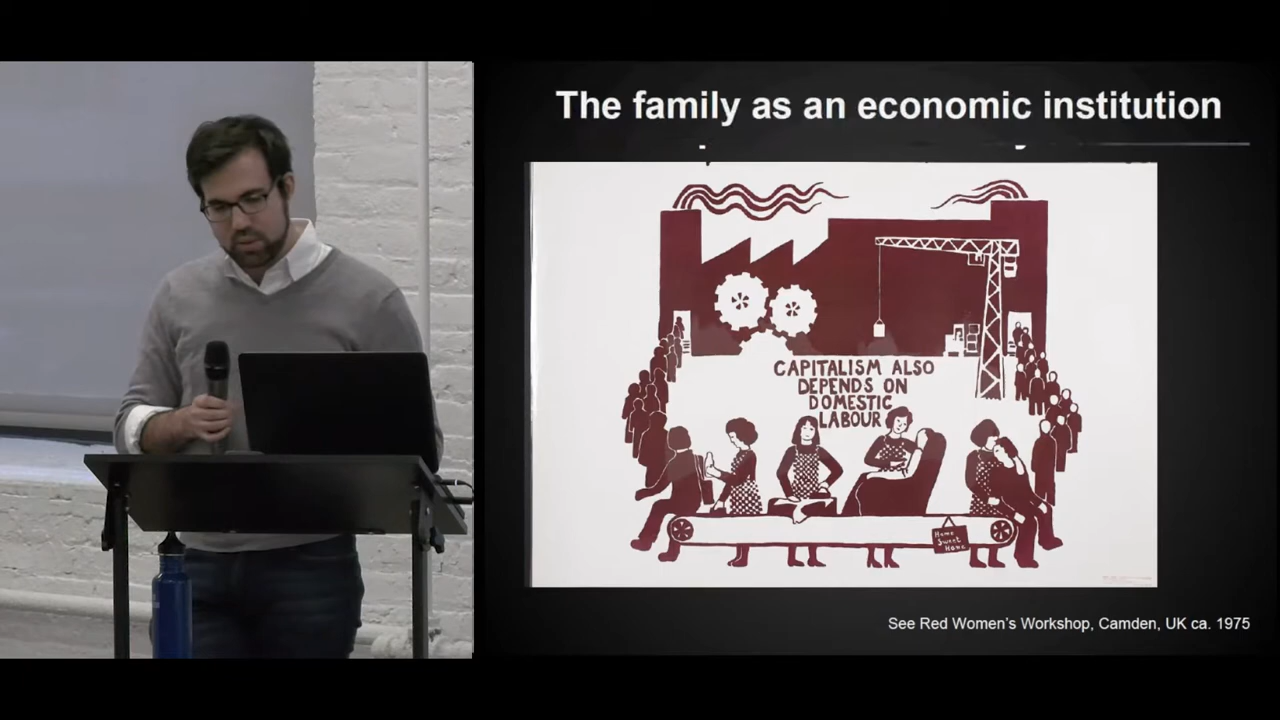 The family as an economic institution
CAPITALISM ALSO
DEPENDS ON
DOMESTIC
LABOUR
Home
Sweet
Home
See Red Women's Workshop, Camden, UK ca. 1975